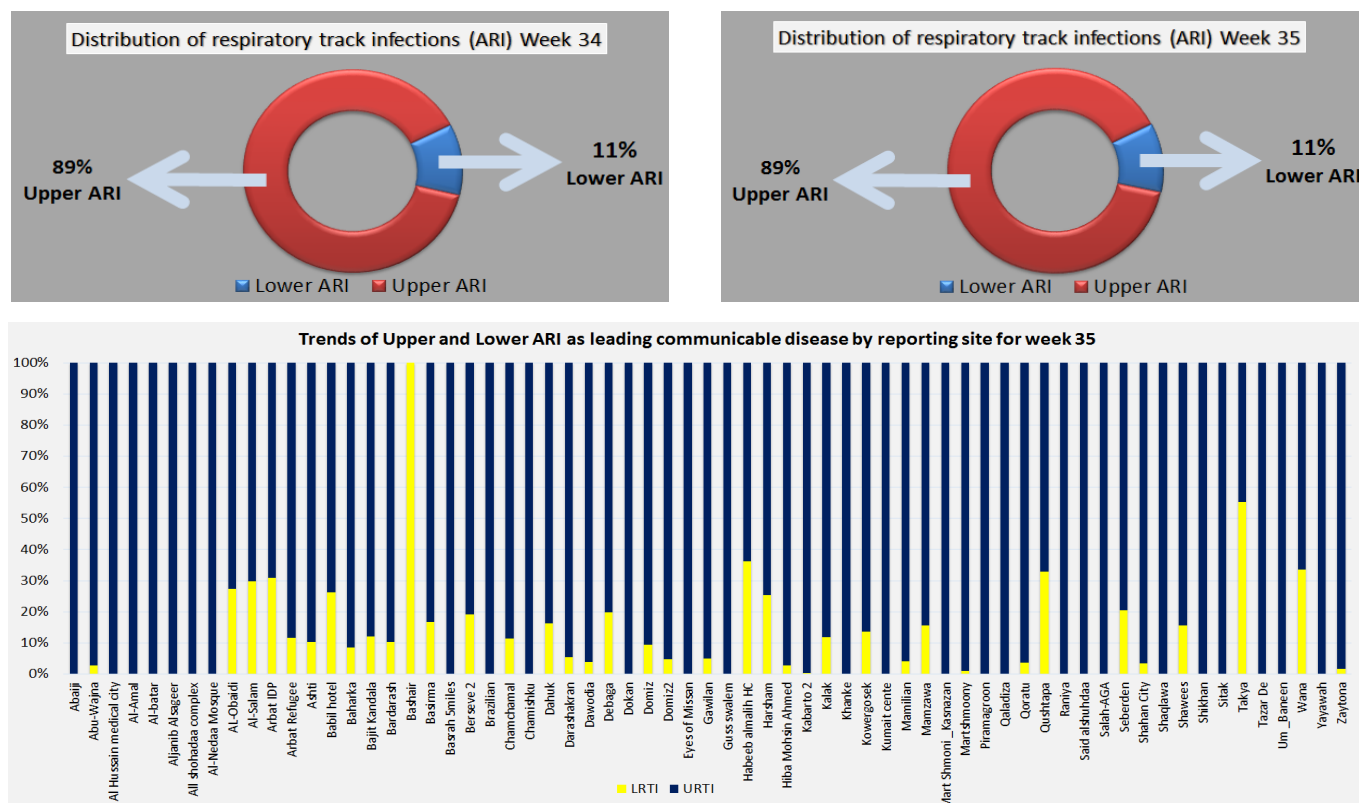 Distribution of respiratory track infections (ARI) Week 34
89%
Upper ARI
11%
Lower ARI
Lower ARI
Upper ARI
Distribution of respiratory track infections (ARI) Week 35
89%
Upper ARI
11%
Lower ARI
Lower ARI
Upper ARI
Trends of Upper and Lower ARI as leading communicable disease by reporting site for week 35
100%
90%
80%
70%
60%
50%
40%
30%
20%
10%
0%
Abaiji
Abu-Wajna
Al Hussain medical city
Al-Amal
Al-batar
Aljanib Alsageer
All shohadaa complex
Al-Nedaa Mosque
AL-Obaidi
Al-Salam
Arbat IDP
Arbat Refugee
Ashti
Babil hotel
Baharka
Bajit Kandala
Bardarash
Bashair
Basirma
Basrah 5miles
Berseve 2
Brazilian
Chamchamal
Chamishku
Dahuk
Darashakran
Dawodia
Debaga
Dokan
Domiz
Domiz2
Eyes of Missan
Gawilan
Guss swalem
Habeeb almalih HC
Harsham
Hiba Mohsin Ahmed
Kabarto 2
Kalak
Khanke
Kowergosek
Kumait cente
Mamilian
Mamzawa
Mart Shmoni _Kasnazzan
Mart shmoony
Piramagroon
Qaladiza
Qoratu
Qushtapa
Raniya
Said alshuhdaa
Salah-AGA
Seberden
Shahan City
Shaqlawa
Shawees
Shikhan
Sitak
Takya
Tazar De
Um _Baneen
Wana
Yayawah
Zaytona
LRTI
URTI